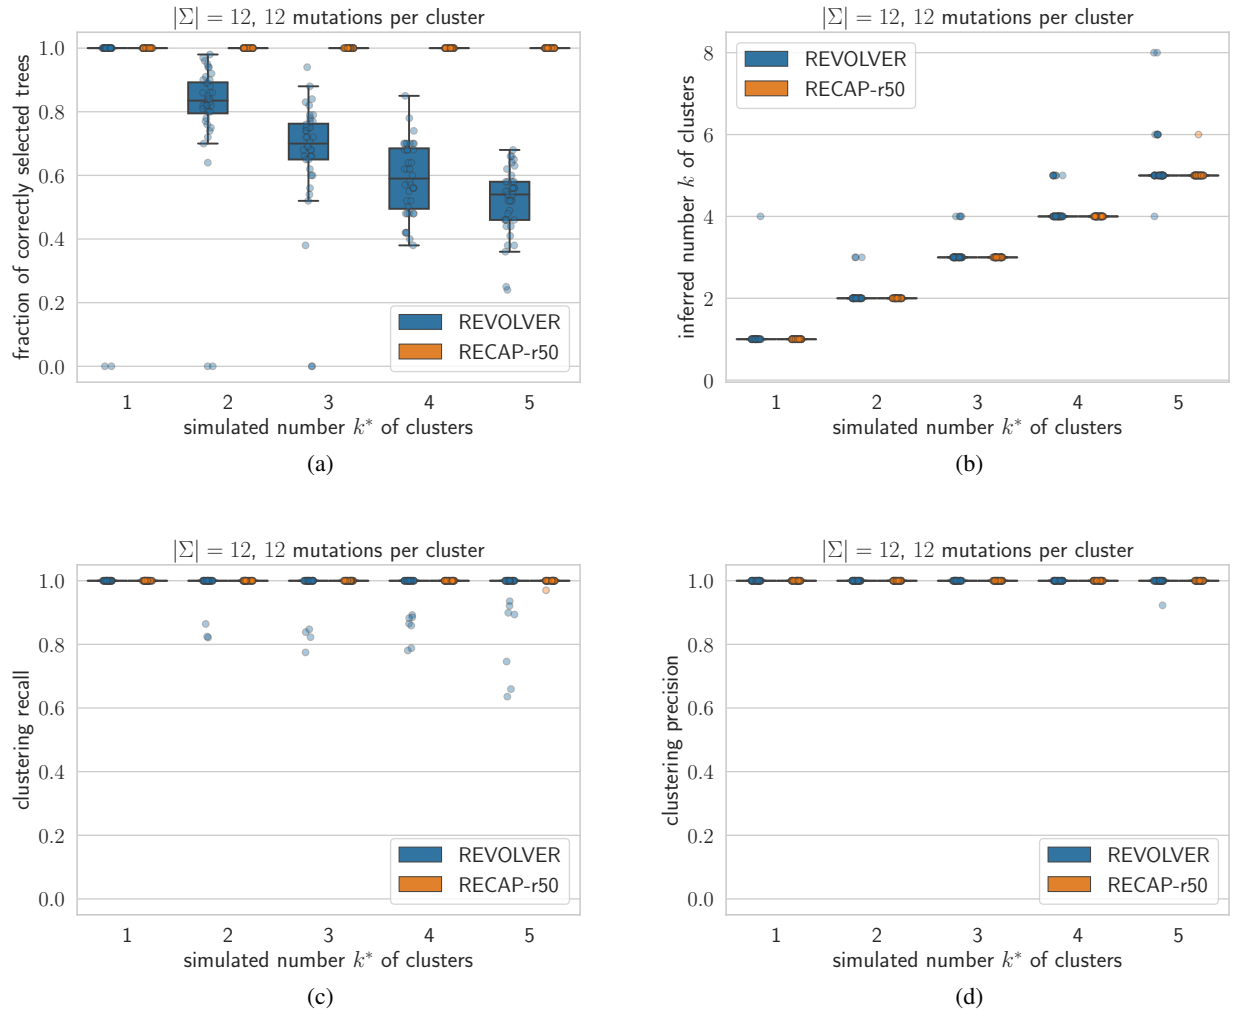 |Σ| = 12, 12 mutations per cluster
fraction of correctly selected trees
1.0
0.8
0.6
0.4
0.2
0.0
REVOLVER
RECAP-r50
1 2 3 4 5
simulated number k* of clusters
(a)
|Σ| = 12, 12 mutations per cluster
inferred number k of clusters
8
6
4
2
0
REVOLVER
RECAP-r50
1 2 3 4 5
simulated number k* of clusters
(b)
|Σ| = 12, 12 mutations per cluster
clustering recall
1.0
0.8
0.6
0.4
0.2
0.0
REVOLVER
RECAP-r50
1 2 3 4 5
simulated number k* of clusters
(c)
|Σ| = 12, 12 mutations per cluster
clustering precision
1.0
0.8
0.6
0.4
0.2
0.0
REVOLVER
RECAP-r50
1 2 3 4 5
simulated number k* of clusters
(d)